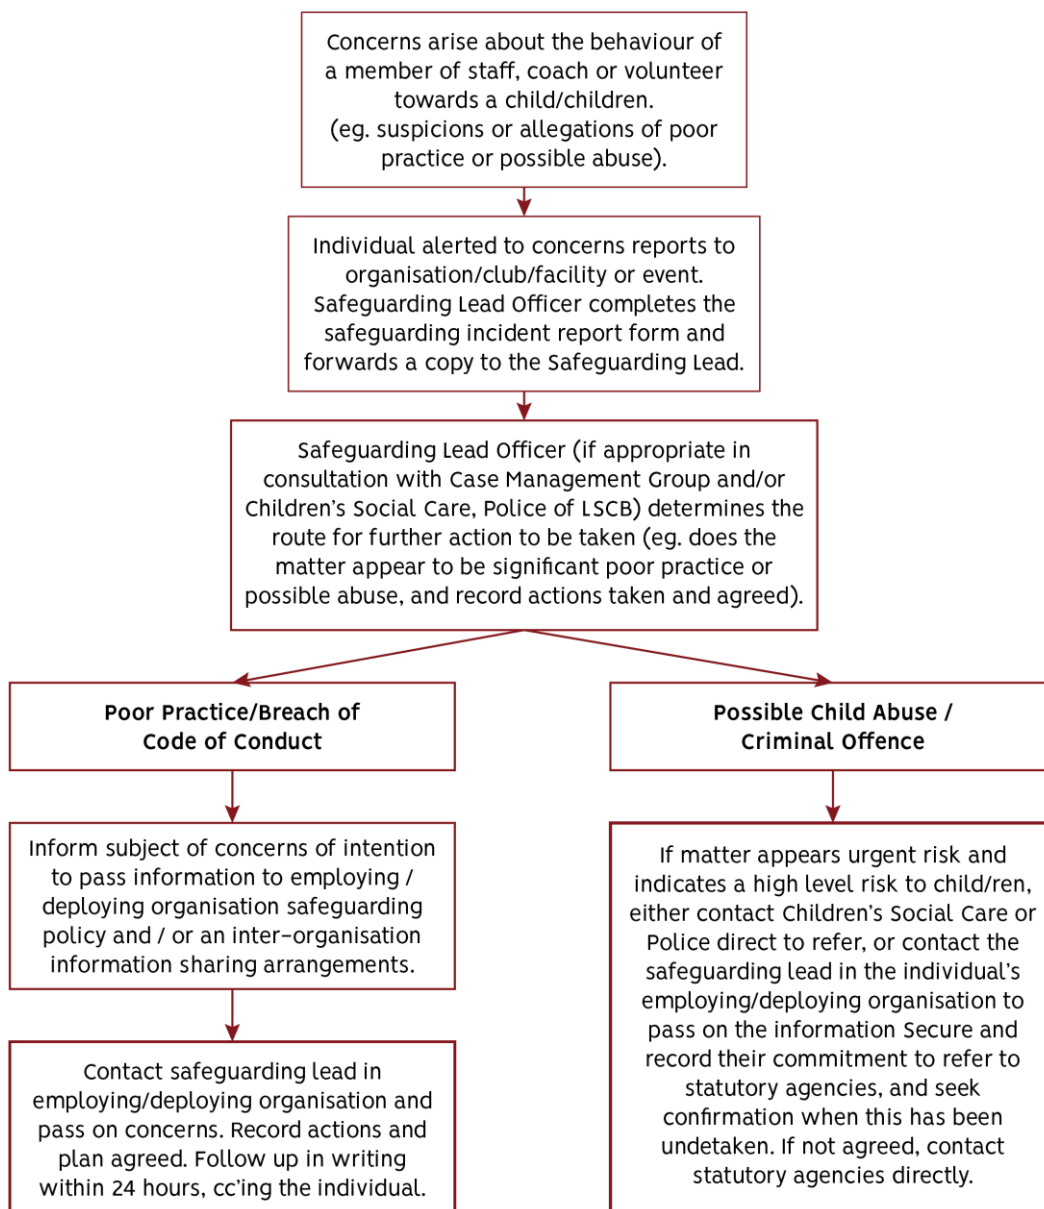 Concerns arise about the behaviour of
a member of staff, coach or volunteer
towards a child/children.
(eg. suspicions or allegations of poor
practice or possible abuse).
Individual alerted to concerns reports to
organisation/club/facility or event.
Safeguarding Lead Officer completes the
safeguarding incident report form and
forwards a copy to the Safeguarding Lead.
Safeguarding Lead Officer (if appropriate in
consultation with Case Management Group and/or
Children's Social Care, Police of LSCB) determines the
route for further action to be taken (eg. does the
matter appear to be significant poor practice or
possible abuse, and record actions taken and agreed).
Poor Practice/Breach of
Code of Conduct
Inform subject of concerns of intention
to pass information to employing /
deploying organisation safeguarding
policy and / or an inter-organisation
information sharing arrangements.
Contact safeguarding lead in
employing/deploying organisation and
pass on concerns. Record actions and
plan agreed. Follow up in writing
within 24 hours, cc'ing the individual.
Possible Child Abuse /
Criminal Offence
If matter appears urgent risk and
indicates a high level risk to child/ren,
either contact Children's Social Care or
Police direct to refer, or contact the
safeguarding lead in the individual's
employing/deploying organisation to
pass on the information Secure and
record their commitment to refer to
statutory agencies, and seek
confirmation when this has been
undetaken. If not agreed, contact
statutory agencies directly.